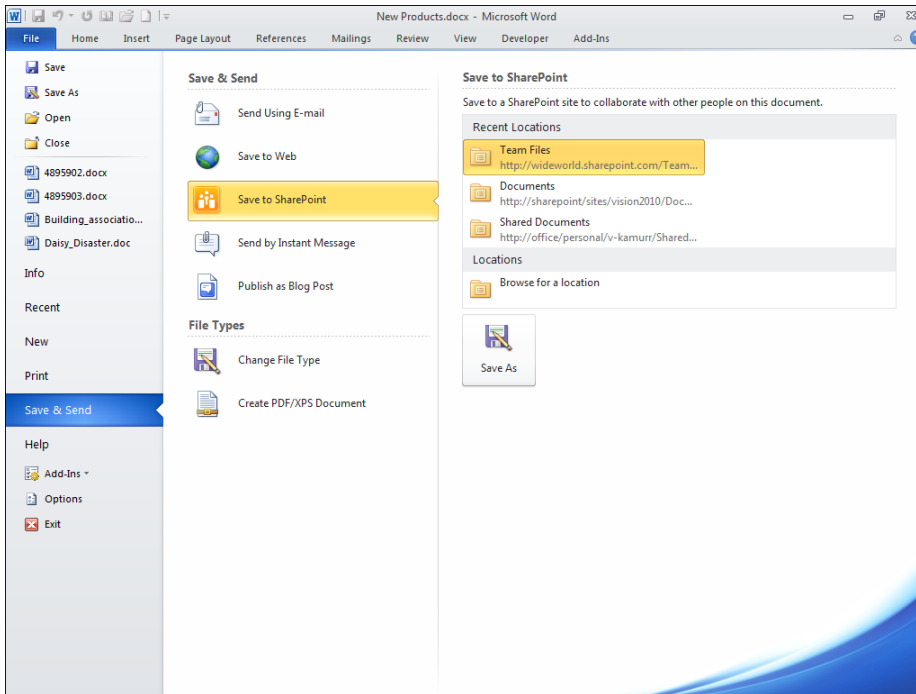 New Products.docx - Microsoft Word
File Home Insert Page Layout References Mailings Review View Developer Add-Ins
Save
Save As
Open
Close
4895902.docx
4895903.docx
Building_associatio...
Daisy_Disaster.doc
Info
Recent
New
Print
Save & Send
Help
Add-Ins
Options
Exit
Save & Send
Send Using E-mail
Save to Web
Save to SharePoint
Send by Instant Message
Publish as Blog Post
File Types
Change File Type
Create PDF/XPS Document
Save to SharePoint
Save to a SharePoint site to collaborate with other people on this document.
Recent Locations
Team Files
http://wideworld.sharepoint.com/Team...
Documents
http://sharepoint/sites/vision2010/Doc...
Shared Documents
http://office/personal/v-kamurr/Shared...
Locations
Browse for a location
Save As